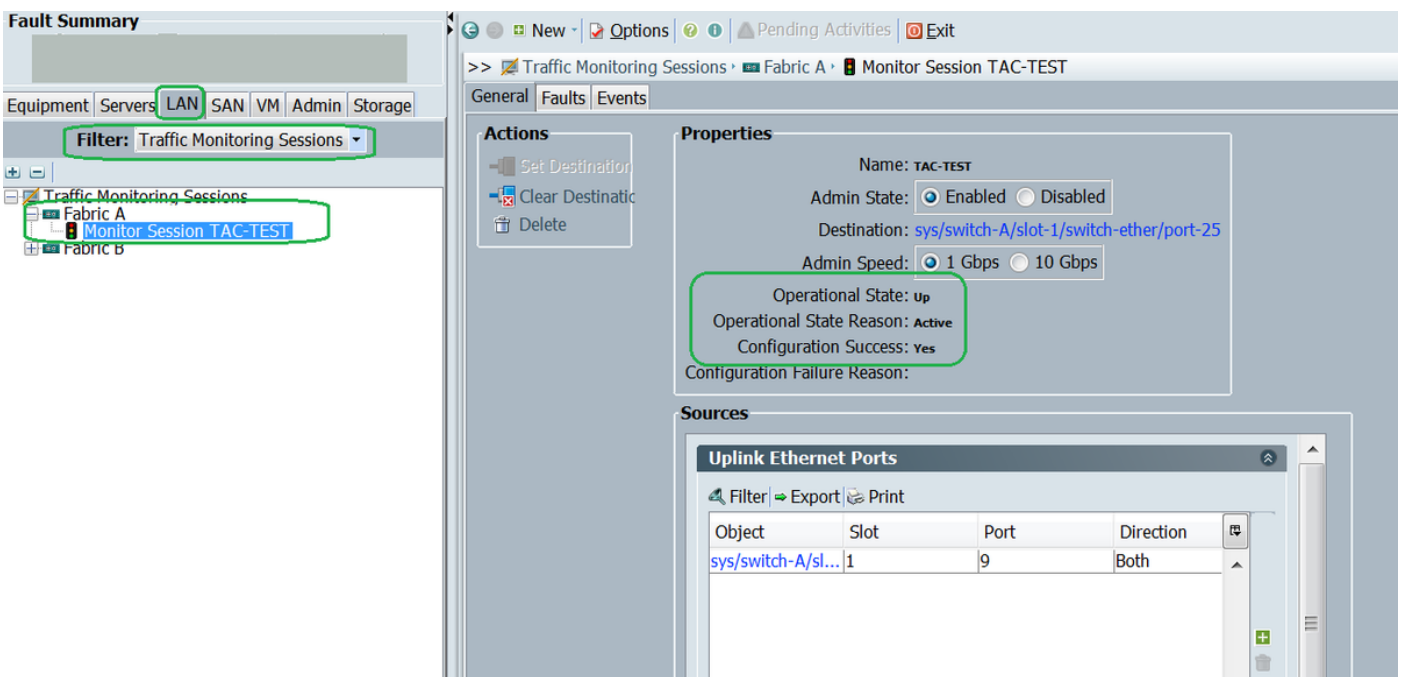 Fault Summary
Equipment Servers LAN SAN VM Admin Storage
Filter: Traffic Monitoring Sessions
Traffic Monitoring Sessions
Fabric A
Monitor Session TAC-TEST
Fabric B
New Options Pending Activities Exit
>> Traffic Monitoring Sessions Fabric A Monitor Session TAC-TEST
General Faults Events
Actions
Set Destination
Clear Destinatic
Delete
Properties
Name: TAC-TEST
Admin State: Enabled Disabled
Destination: sys/switch-A/slot-1/switch-ether/port-25
Admin Speed: 1 Gbps 10 Gbps
Operational State: Up
Operational State Reason: Active
Configuration Success: Yes
Configuration Failure Reason:
Sources
Uplink Ethernet Ports
Filter Export Print
Object Slot Port Direction
sys/switch-A/sl... 1 9 Both